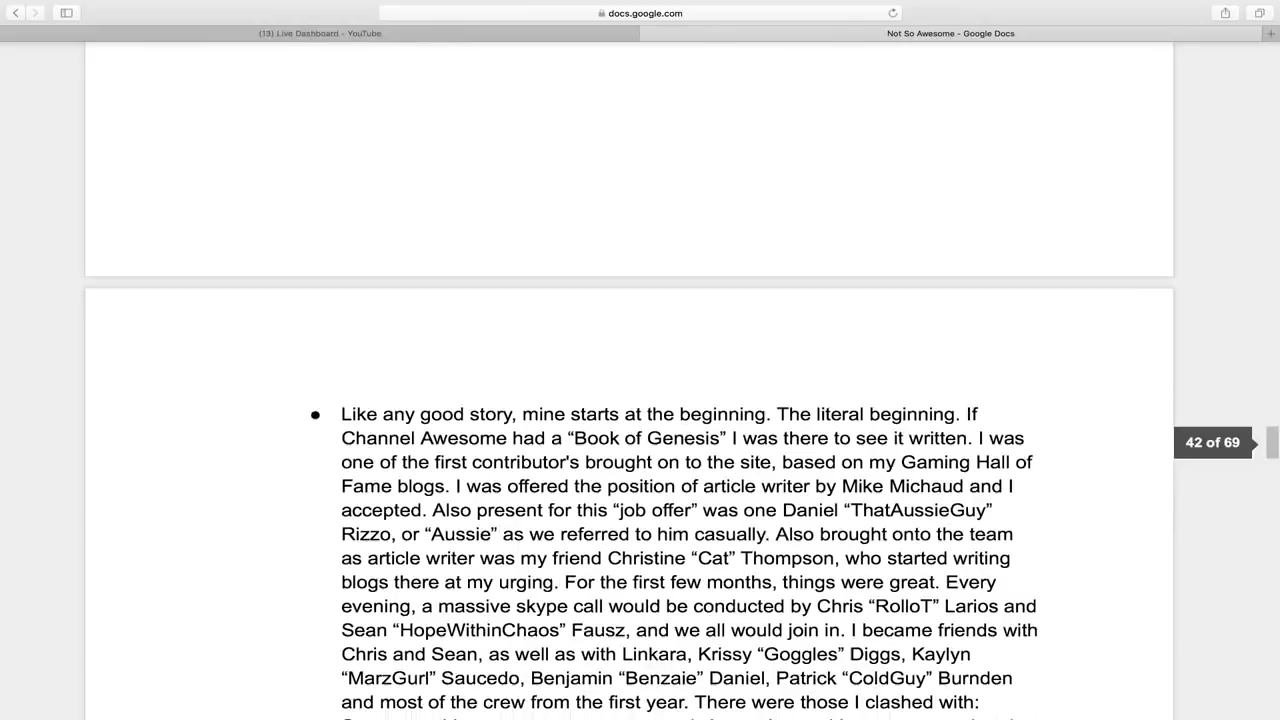 docs.google.com
(13) Live Dashboard - YouTube
Not So Awesome - Google Docs
● Like any good story, mine starts at the beginning. The literal beginning. If
Channel Awesome had a “Book of Genesis” I was there to see it written. I was
one of the first contributor's brought on to the site, based on my Gaming Hall of
42 of 69
Fame blogs. I was offered the position of article writer by Mike Michaud and I
accepted. Also present for this “job offer” was one Daniel “ThatAussieGuy”
Rizzo, or “Aussie” as we referred to him casually. Also brought onto the team
as article writer was my friend Christine “Cat” Thompson, who started writing
blogs there at my urging. For the first few months, things were great. Every
evening, a massive skype call would be conducted by Chris “RolloT” Larios and
Sean “HopeWithinChaos” Fausz, and we all would join in. I became friends with
Chris and Sean, as well as with Linkara, Krissy “Goggles” Diggs, Kaylyn
“MarzGurl” Saucedo, Benjamin “Benzaie” Daniel, Patrick “ColdGuy” Burnden
and most of the crew from the first year. There were those I clashed with: